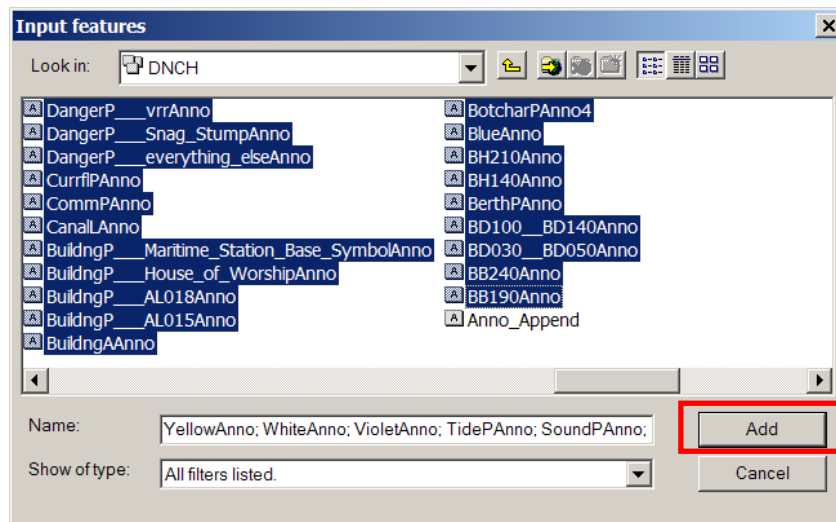 Input features
Look in: DNCH
DangerP___vrrAnno
DangerP___Snag_StumpAnno
DangerP___everything_elseAnno
CurrflPAnno
CommPAnno
CanalLAnno
BuildngP___Maritime_Station_Base_SymbolAnno
BuildngP___House_of_WorshipAnno
BuildngP___AL018Anno
BuildngP___AL015Anno
BuildngAAnno
BotcharPAnno4
BlueAnno
BH210Anno
BH140Anno
BerthPAnno
BD100__BD140Anno
BD030__BD050Anno
BB240Anno
BB190Anno
Anno_Append
Name: YellowAnno; WhiteAnno; VioletAnno; TidePAnno; SoundPAnno; Add
Show of type: All filters listed. Cancel